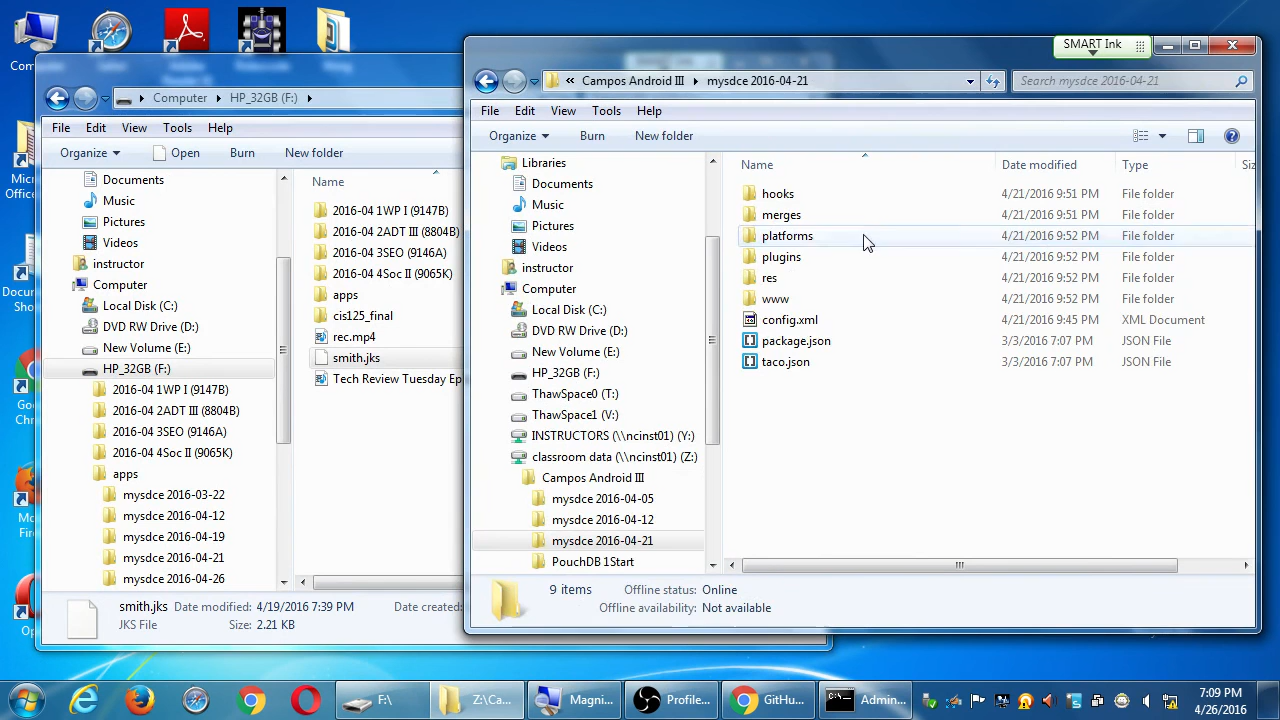 SMART Ink
« Campos Android III ▸ mysdce 2016-04-21
Search mysdce 2016-04-21
File Edit View Tools Help
Organize Burn New folder
Libraries
Documents
Music
Pictures
Videos
instructor
Computer
Local Disk (C:)
DVD RW Drive (D:)
New Volume (E:)
HP_32GB (F:)
ThawSpace0 (T:)
ThawSpace1 (V:)
INSTRUCTORS (\\ncinst01) (Y:)
classroom data (\\ncinst01) (Z:)
Campos Android III
mysdce 2016-04-05
mysdce 2016-04-12
mysdce 2016-04-21
PouchDB 1Start
Name Date modified Type
hooks 4/21/2016 9:51 PM File folder
merges 4/21/2016 9:51 PM File folder
platforms 4/21/2016 9:52 PM File folder
plugins 4/21/2016 9:52 PM File folder
res 4/21/2016 9:52 PM File folder
www 4/21/2016 9:52 PM File folder
config.xml 4/21/2016 9:45 PM XML Document
package.json 3/3/2016 7:07 PM JSON File
taco.json 3/3/2016 7:07 PM JSON File
9 items Offline status: Online
Offline availability: Not available
Computer ▸ HP_32GB (F:) ▸
File Edit View Tools Help
Organize Open Burn New folder
Documents
Music
Pictures
Videos
instructor
Computer
Local Disk (C:)
DVD RW Drive (D:)
New Volume (E:)
HP_32GB (F:)
2016-04 1WP I (9147B)
2016-04 2ADT III (8804B)
2016-04 3SEO (9146A)
2016-04 4Soc II (9065K)
apps
mysdce 2016-03-22
mysdce 2016-04-12
mysdce 2016-04-19
mysdce 2016-04-21
mysdce 2016-04-26
Name
2016-04 1WP I (9147B)
2016-04 2ADT III (8804B)
2016-04 3SEO (9146A)
2016-04 4Soc II (9065K)
apps
cis125_final
rec.mp4
smith.jks
Tech Review Tuesday Ep
smith.jks Date modified: 4/19/2016 7:39 PM Date created:
JKS File Size: 2.21 KB
F:\
Z:\Ca...
Magni...
Profile...
GitHu...
Admin...
7:09 PM
4/26/2016